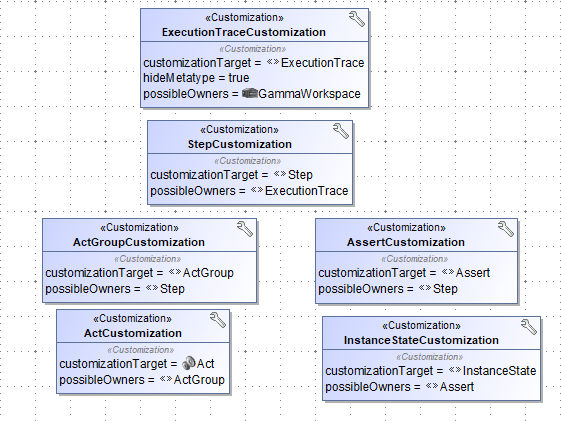 «Customization»
ExecutionTraceCustomization
«Customization»
customizationTarget = «»ExecutionTrace
hideMetatype = true
possibleOwners = GammaWorkspace
«Customization»
StepCustomization
«Customization»
customizationTarget = «»Step
possibleOwners = «»ExecutionTrace
«Customization»
ActGroupCustomization
«Customization»
customizationTarget = «»ActGroup
possibleOwners = «»Step
«Customization»
AssertCustomization
«Customization»
customizationTarget = «»Assert
possibleOwners = «»Step
«Customization»
ActCustomization
«Customization»
customizationTarget = Act
possibleOwners = «»ActGroup
«Customization»
InstanceStateCustomization
«Customization»
customizationTarget = «»InstanceState
possibleOwners = «»Assert